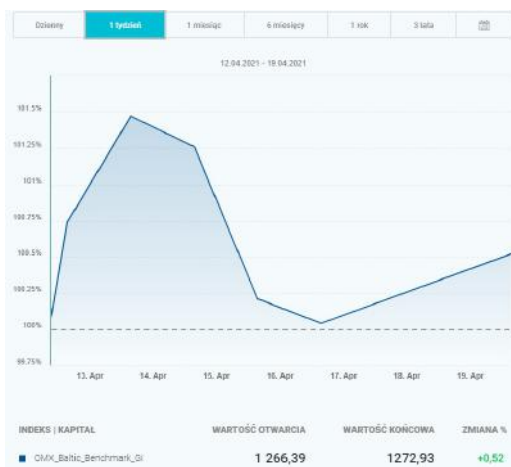 Dzienny 1 tydzień 1 miesiąc 6 miesięcy 1 rok 3 lata
12.04.2021 - 19.04.2021
101.5%
101.25%
101%
100.75%
100.5%
100.25%
100%
99.75%
13. Apr 14. Apr 15. Apr 16. Apr 17. Apr 18. Apr 19. Apr
INDEKS | KAPITAŁ WARTOŚĆ OTWARCIA WARTOŚĆ KOŃCOWA ZMIANA %
OMX_Baltic_Benchmark_GI 1 266,39 1272,93 +0,52